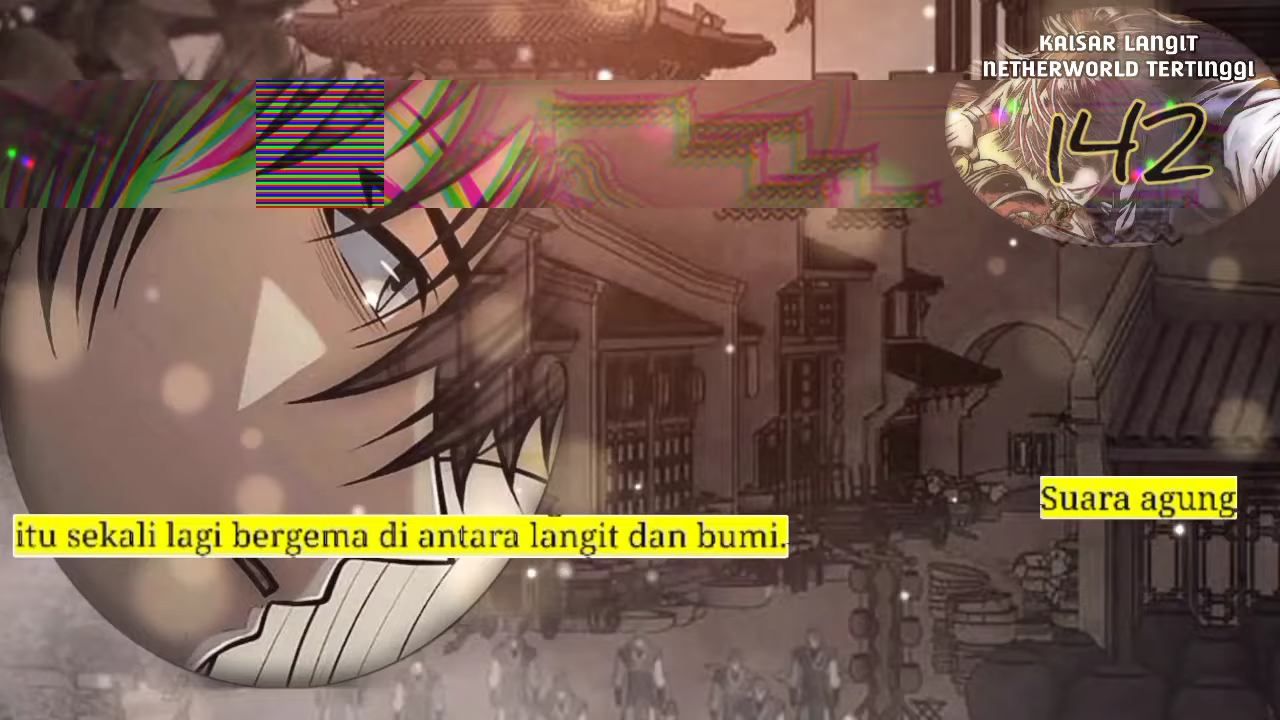 KAISAR LANGIT
NETHERWORLD TERTINGGI
142
Suara agung
itu sekali lagi bergema di antara langit dan bumi.